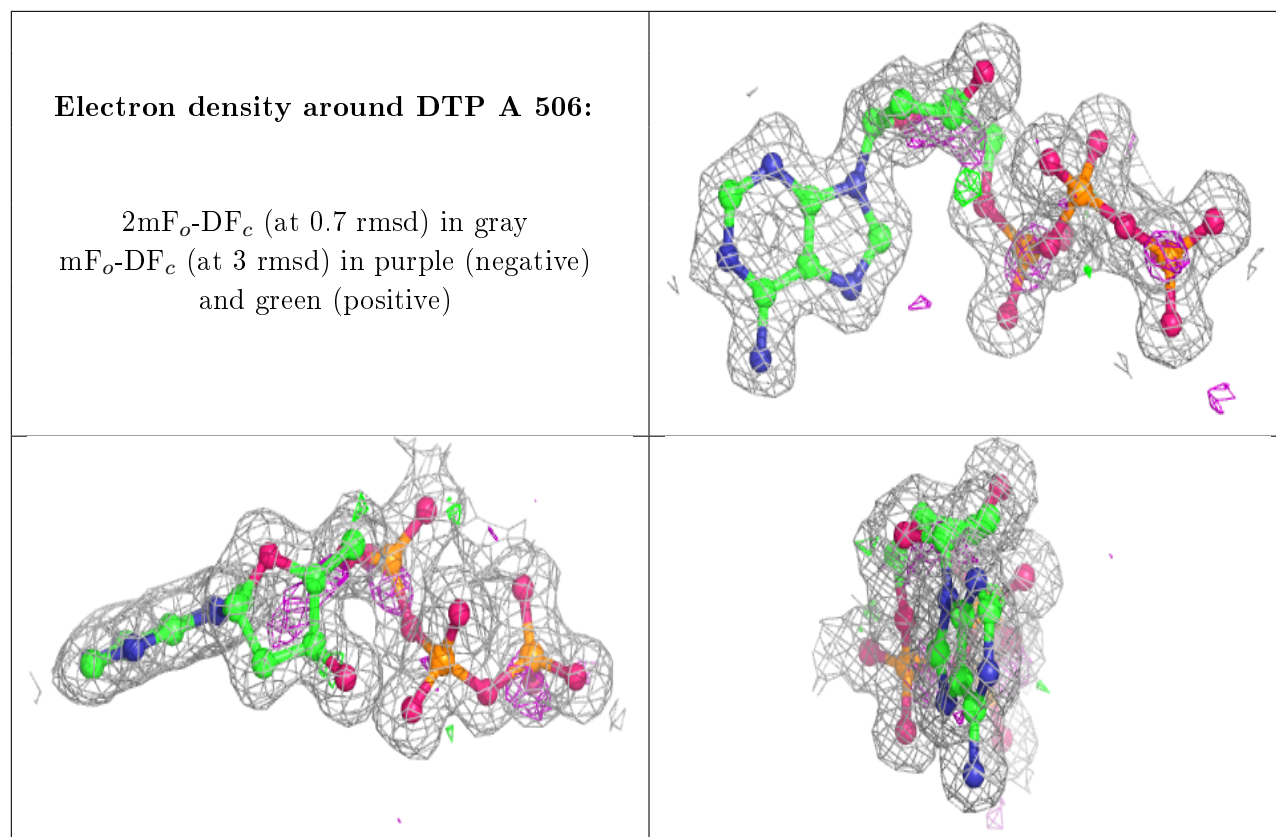 Electron density around DTP A 506:
2mFo-DFc (at 0.7 rmsd) in gray
mFo-DFc (at 3 rmsd) in purple (negative)
and green (positive)